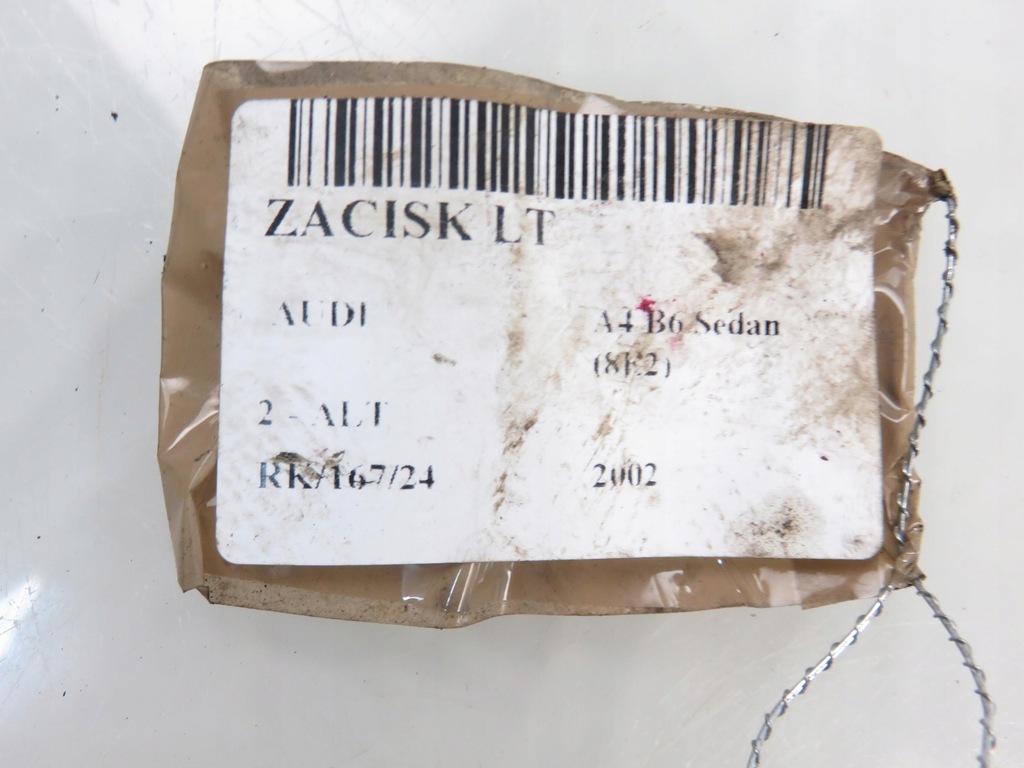 ZACISK LT
AUDI A4 B6 Sedan
(8E2)
2 - ALT
RK/167/24 2002